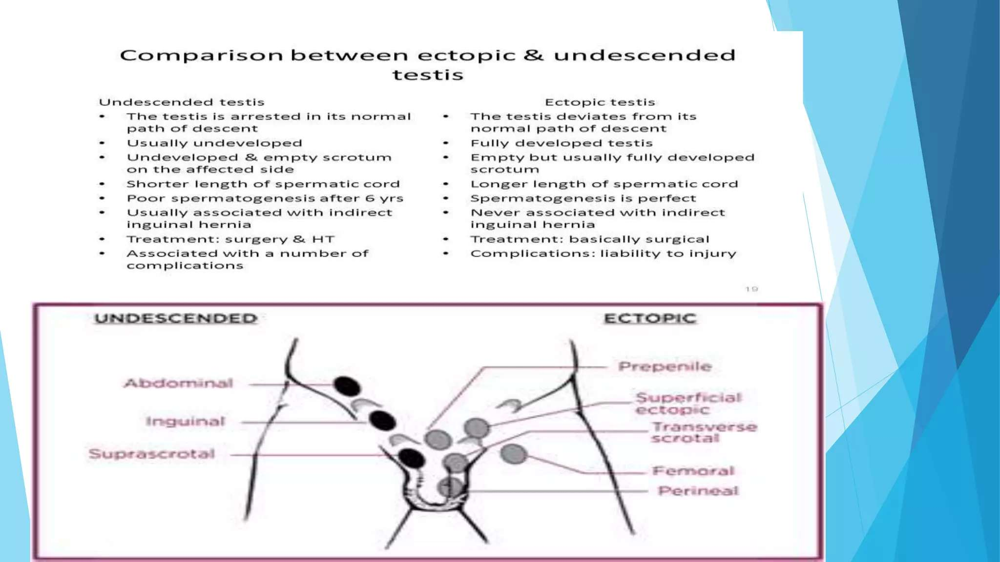 Comparison between ectopic & undescended
testis
Undescended testis
• The testis is arrested in its normal
path of descent
• Usually undeveloped
• Undeveloped & empty scrotum
on the affected side
• Shorter length of spermatic cord
• Poor spermatogenesis after 6 yrs
• Usually associated with indirect
inguinal hernia
• Treatment: surgery & HT
• Associated with a number of
complications
Ectopic testis
• The testis deviates from its
normal path of descent
• Fully developed testis
• Empty but usually fully developed
scrotum
• Longer length of spermatic cord
• Spermatogenesis is perfect
• Never associated with indirect
inguinal hernia
• Treatment: basically surgical
• Complications: liability to injury
19
UNDESCENDED
Abdominal
Inguinal
Suprascrotal
ECTOPIC
Prepenile
Superficial
ectopic
Transverse
scrotal
Femoral
Perineal